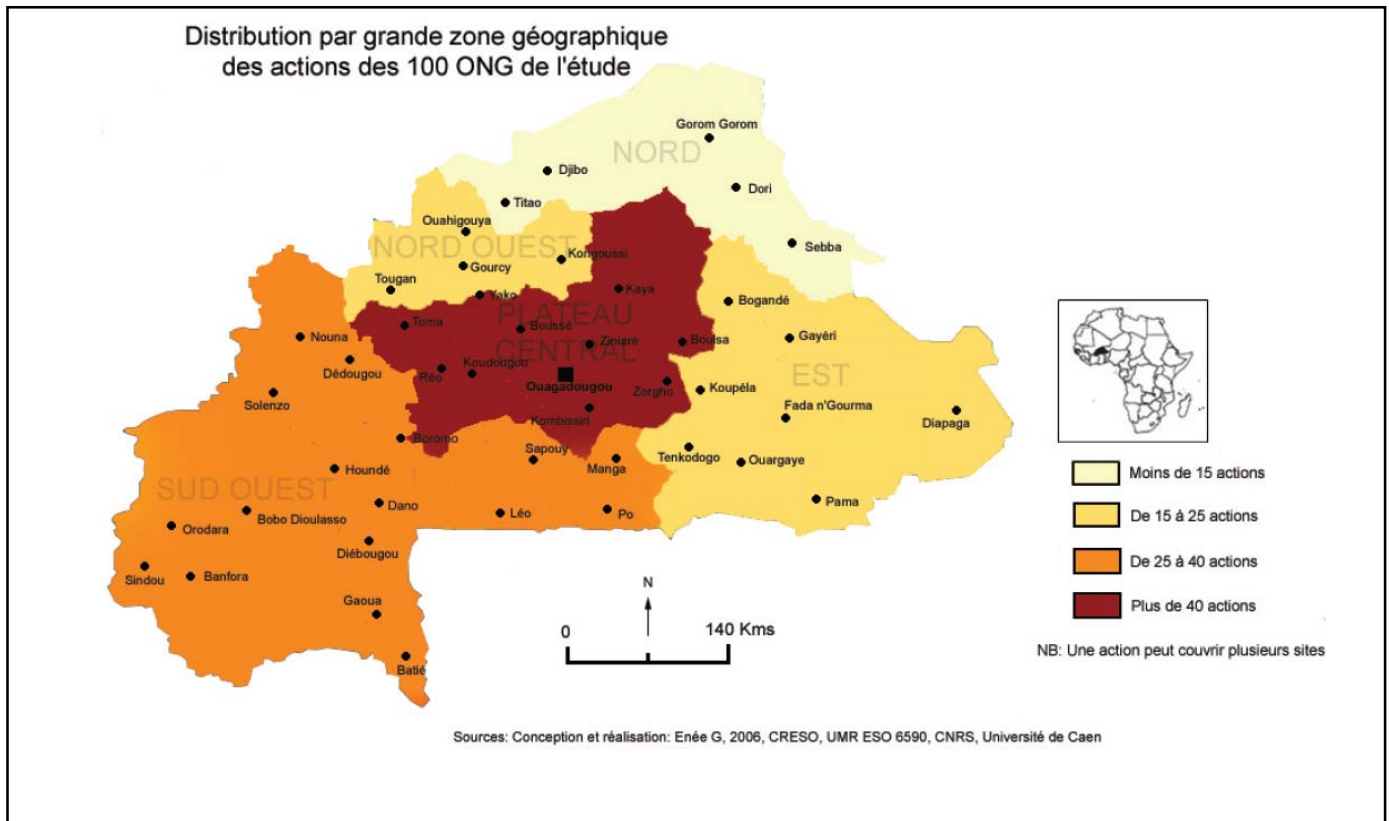 Distribution par grande zone géographique
des actions des 100 ONG de l'étude
Gorom Gorom
NORD
Djibo
Dori
Titao
Ouahigouya
Sebba
NORD OUEST
Kongoussi
Gourcy
Tougan
Yako
Kaya
Bogandé
PLATEAU
CENTRAL
Toma
Boussé
Nouna
Ziniaré
Boulsa
Gayéri
Dédougou
Koudougou
Réo
EST
Ouagadougou
Zorgho
Koupéla
Solenzo
Fada n'Gourma
Diapaga
Kombissiri
Boromo
Sapouy
Manga
Tenkodogo
Ouargaye
Houndé
SUD OUEST
Dano
Pama
Bobo Dioulasso
Léo
Po
Orodara
Diébougou
Sindou
Banfora
Gaoua
Batié
N
0
140 Kms
Moins de 15 actions
De 15 à 25 actions
De 25 à 40 actions
Plus de 40 actions
NB: Une action peut couvrir plusieurs sites
Sources: Conception et réalisation: Enée G, 2006, CRESO, UMR ESO 6590, CNRS, Université de Caen